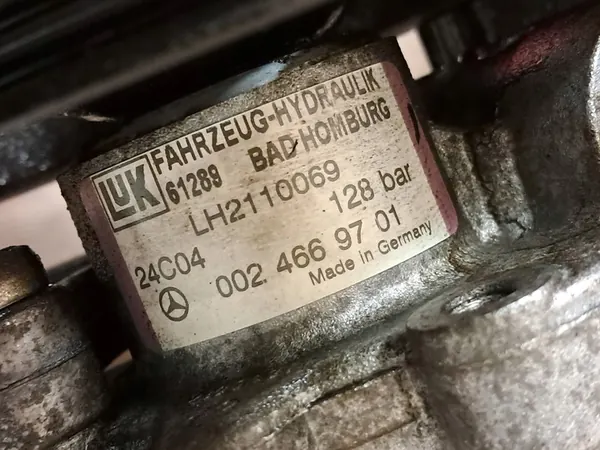 LUK FAHRZEUG-HYDRAULIK
61289 BAD HOMBURG
LH2110069
24C04 128 bar
002 466 97 01
Made in Germany